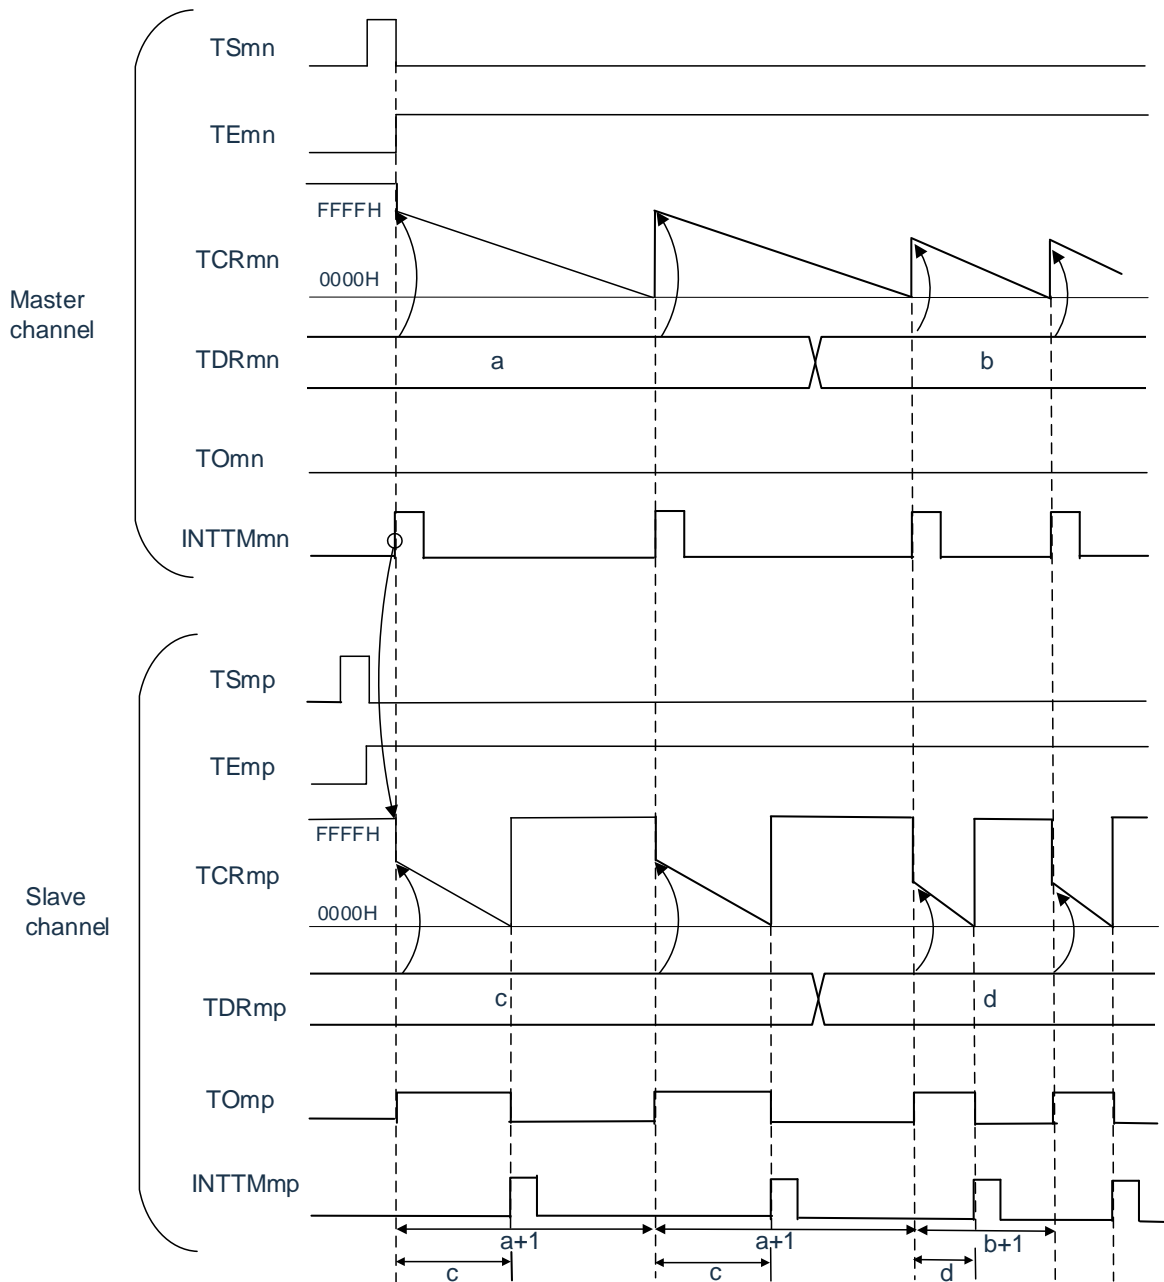 TSmn
TEmn
FFFFH
TCRmn
0000H
Master
channel
TDRmn
a
b
TOmn
INTTMmn
TSmp
TEmp
FFFFH
TCRmp
0000H
Slave
channel
TDRmp
c
d
TOmp
INTTMmp
a+1
a+1
b+1
c
c
d